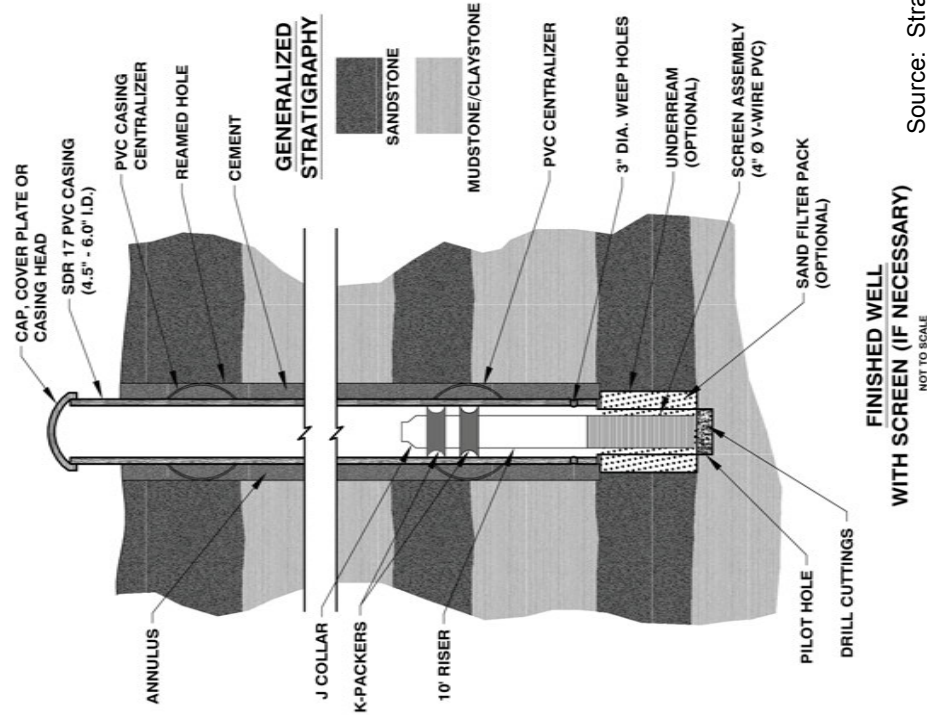 CAP, COVER PLATE OR
CASING HEAD
SDR 17 PVC CASING
(4.5" - 6.0" I.D.)
PVC CASING
CENTRALIZER
REAMED HOLE
CEMENT
GENERALIZED
STRATIGRAPHY
SANDSTONE
MUDSTONE/CLAYSTONE
PVC CENTRALIZER
3" DIA. WEEP HOLES
UNDERREAM
(OPTIONAL)
SCREEN ASSEMBLY
(4" Ø V-WIRE PVC)
SAND FILTER PACK
(OPTIONAL)
ANNULUS
J COLLAR
K-PACKERS
10' RISER
PILOT HOLE
DRILL CUTTINGS
FINISHED WELL
WITH SCREEN (IF NECESSARY)
NOT TO SCALE
Source: Stra